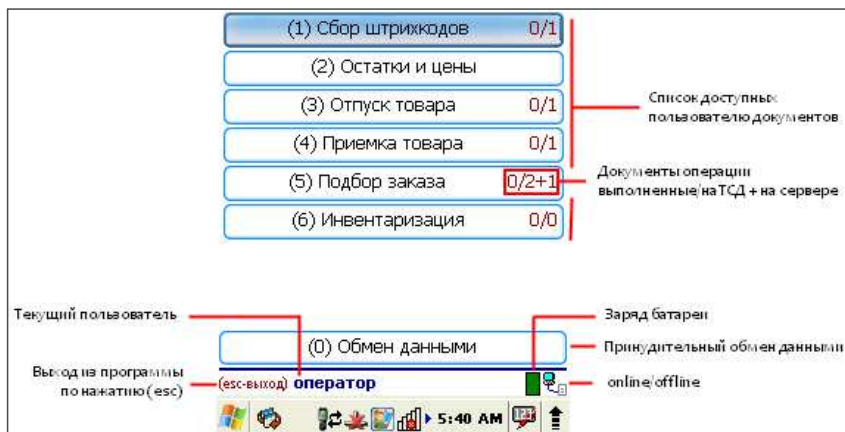 (1) Сбор штрихкодов 0/1
(2) Остатки и цены
(3) Отпуск товара 0/1
Список доступных
пользователю документов
(4) Приемка товара 0/1
(5) Подбор заказа 0/2+1
Документы операции
выполненные/на ТСД + на сервере
(6) Инвентаризация 0/0
Текущий пользователь
Заряд батареи
(0) Обмен данными
Принудительный обмен данными
Выход из программы
по нажатию (esc)
(esc-выход) оператор
online/offline
5:40 AM
123